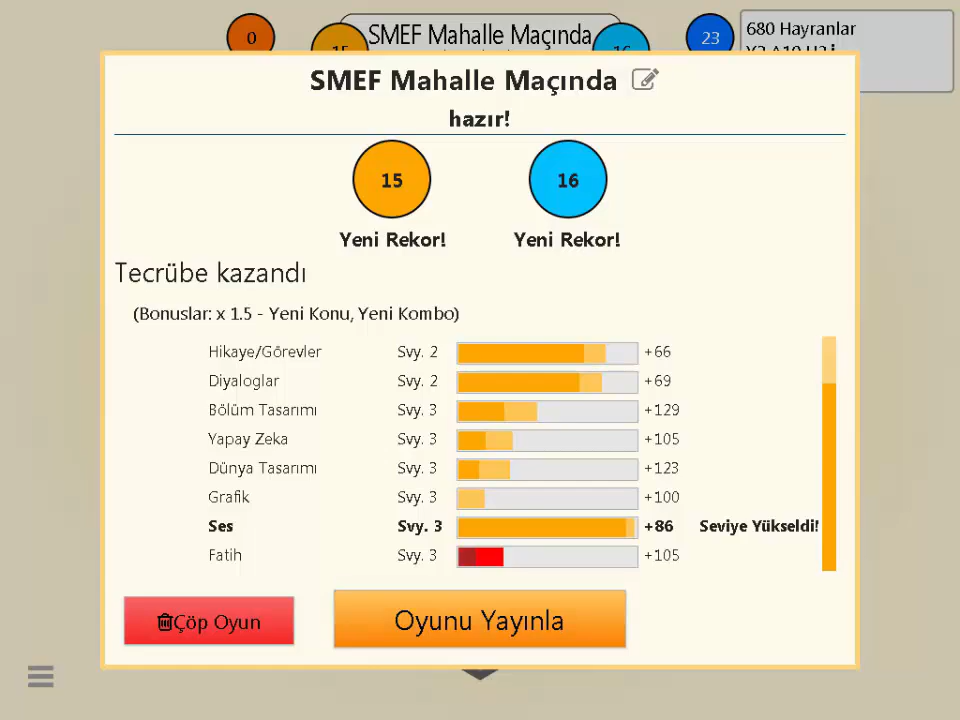 0
SMEF Mahalle Maçında
23
680 Hayranlar
SMEF Mahalle Maçında
hazır!
15
16
Yeni Rekor!
Yeni Rekor!
Tecrübe kazandı
(Bonuslar: x 1.5 - Yeni Konu, Yeni Kombo)
Hikaye/Görevler Svy. 2 +66
Diyaloglar Svy. 2 +69
Bölüm Tasarımı Svy. 3 +129
Yapay Zeka Svy. 3 +105
Dünya Tasarımı Svy. 3 +123
Grafik Svy. 3 +100
Ses Svy. 3 +86 Seviye Yükseldi!
Fatih Svy. 3 +105
Çöp Oyun
Oyunu Yayınla